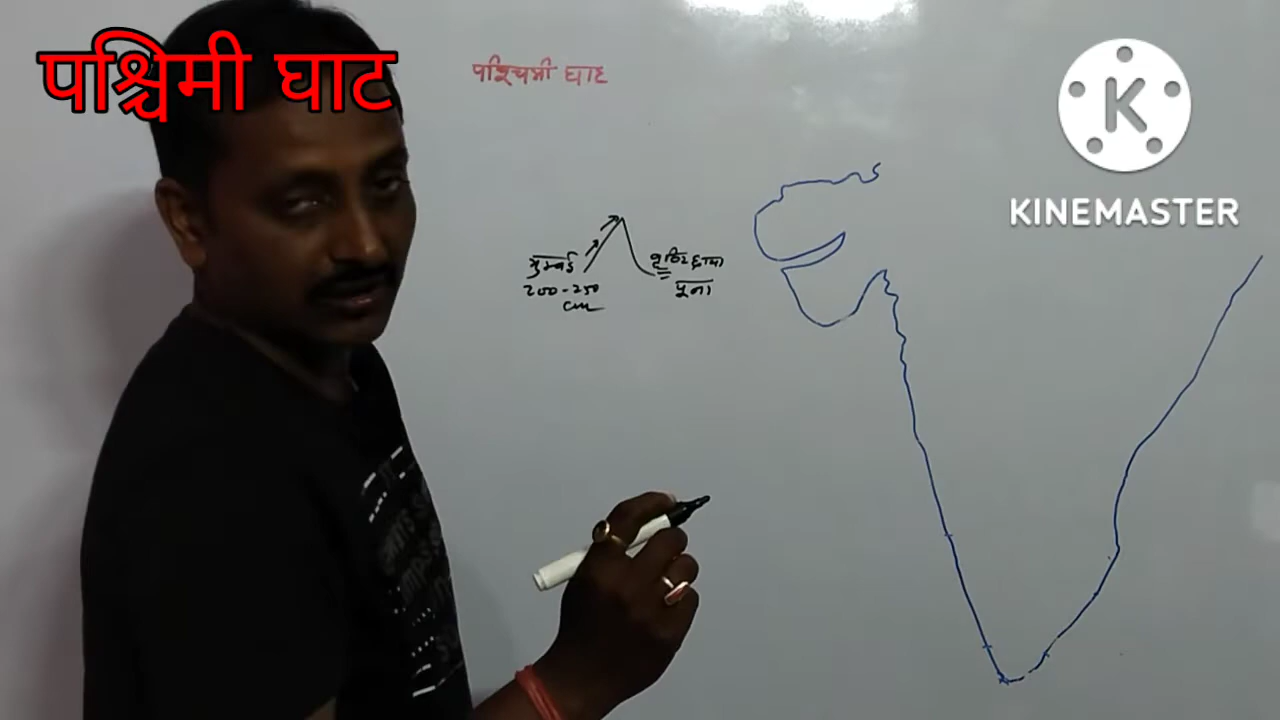 पश्चिमी घाट
पश्चिमी घाट
KINEMASTER
मुम्बई
200-250
cm
वृष्टिछाया
पूना